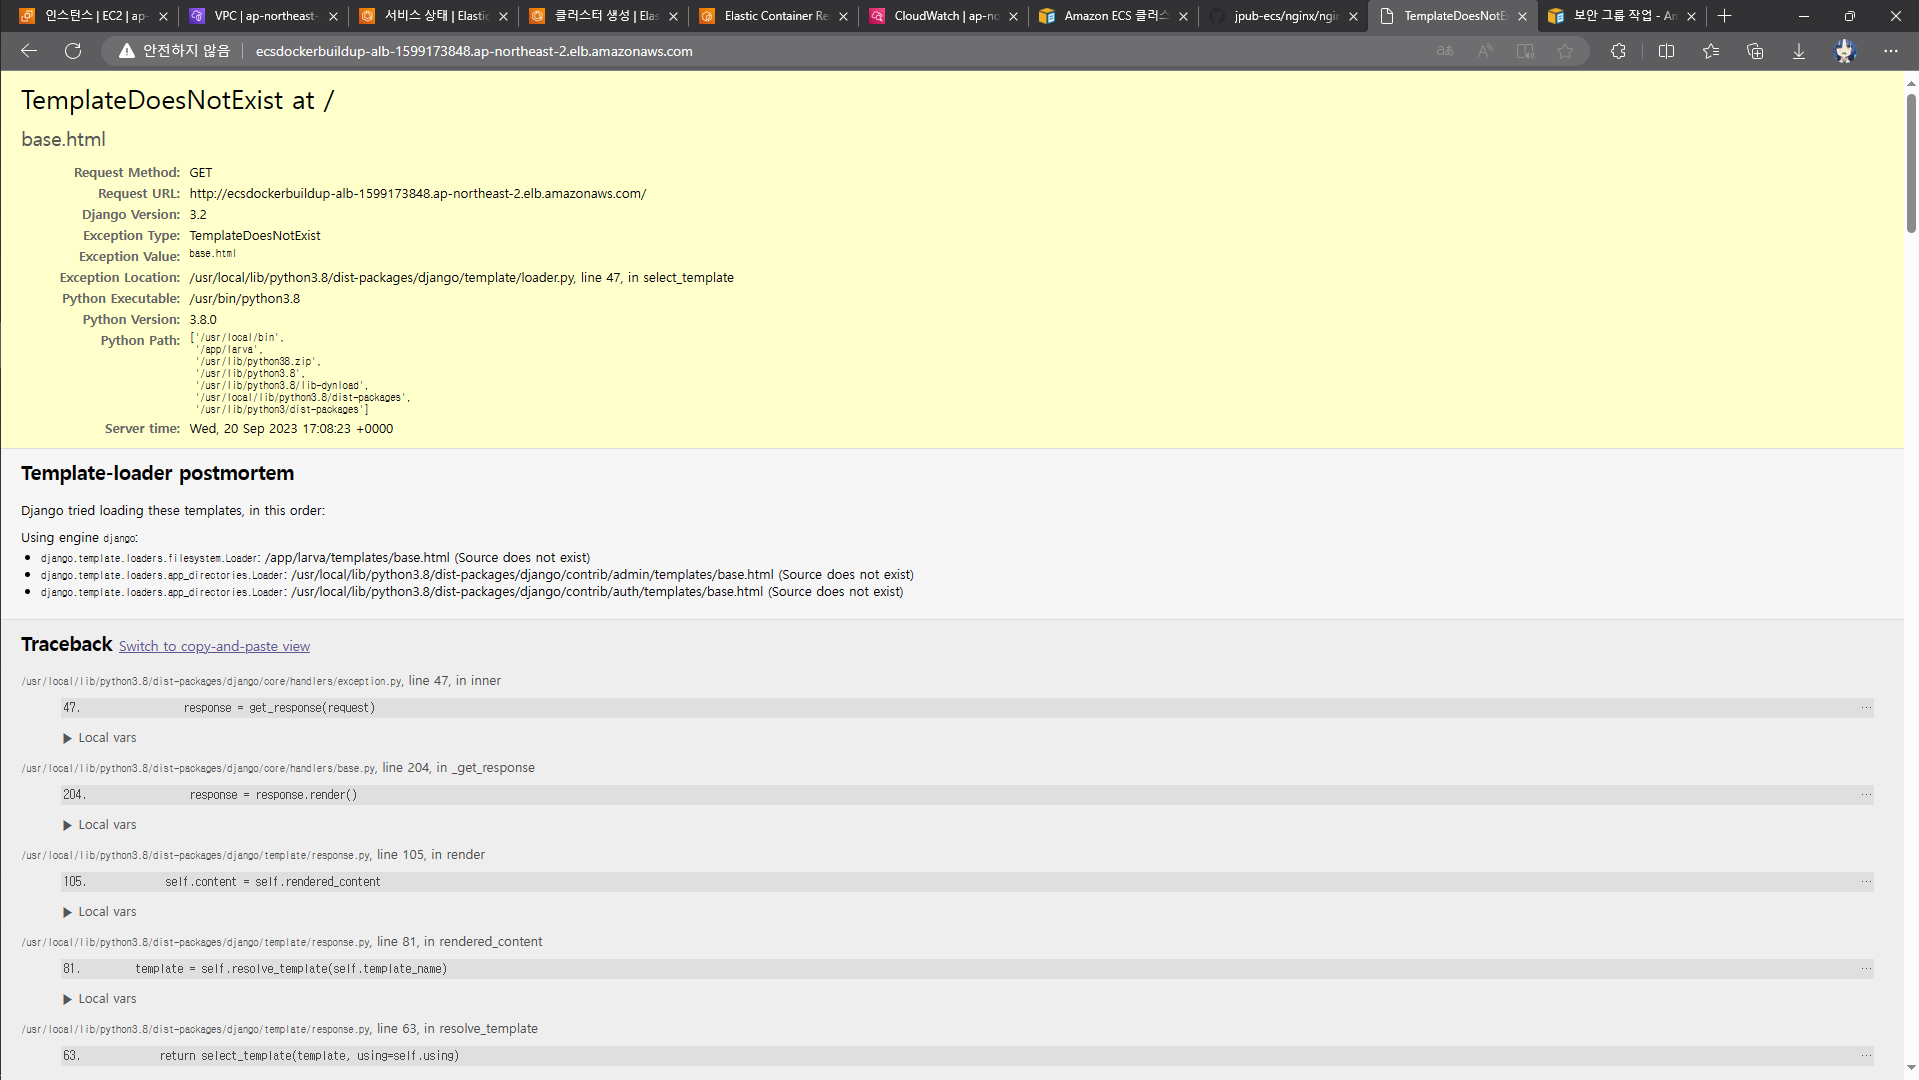 인스턴스 | EC2 | ap-
VPC | ap-northeast-
서비스 상태 | Elastic
클러스터 생성 | Elas
Elastic Container Re
CloudWatch | ap-no
Amazon ECS 클러스
jpub-ecs/nginx/ngi
TemplateDoesNotE
보안 그룹 작업 - Am
안전하지 않음
ecsdockerbuildup-alb-1599173848.ap-northeast-2.elb.amazonaws.com
TemplateDoesNotExist at /
base.html
Request Method: GET
Request URL: http://ecsdockerbuildup-alb-1599173848.ap-northeast-2.elb.amazonaws.com/
Django Version: 3.2
Exception Type: TemplateDoesNotExist
Exception Value: base.html
Exception Location: /usr/local/lib/python3.8/dist-packages/django/template/loader.py, line 47, in select_template
Python Executable: /usr/bin/python3.8
Python Version: 3.8.0
Python Path: ['/usr/local/bin',
'/app/larva',
'/usr/lib/python38.zip',
'/usr/lib/python3.8',
'/usr/lib/python3.8/lib-dynload',
'/usr/local/lib/python3.8/dist-packages',
'/usr/lib/python3/dist-packages']
Server time: Wed, 20 Sep 2023 17:08:23 +0000
Template-loader postmortem
Django tried loading these templates, in this order:
Using engine django:
• django.template.loaders.filesystem.Loader: /app/larva/templates/base.html (Source does not exist)
• django.template.loaders.app_directories.Loader: /usr/local/lib/python3.8/dist-packages/django/contrib/admin/templates/base.html (Source does not exist)
• django.template.loaders.app_directories.Loader: /usr/local/lib/python3.8/dist-packages/django/contrib/auth/templates/base.html (Source does not exist)
Traceback Switch to copy-and-paste view
/usr/local/lib/python3.8/dist-packages/django/core/handlers/exception.py, line 47, in inner
47. response = get_response(request) …
▶ Local vars
/usr/local/lib/python3.8/dist-packages/django/core/handlers/base.py, line 204, in _get_response
204. response = response.render() …
▶ Local vars
/usr/local/lib/python3.8/dist-packages/django/template/response.py, line 105, in render
105. self.content = self.rendered_content …
▶ Local vars
/usr/local/lib/python3.8/dist-packages/django/template/response.py, line 81, in rendered_content
81. template = self.resolve_template(self.template_name) …
▶ Local vars
/usr/local/lib/python3.8/dist-packages/django/template/response.py, line 63, in resolve_template
63. return select_template(template, using=self.using) …